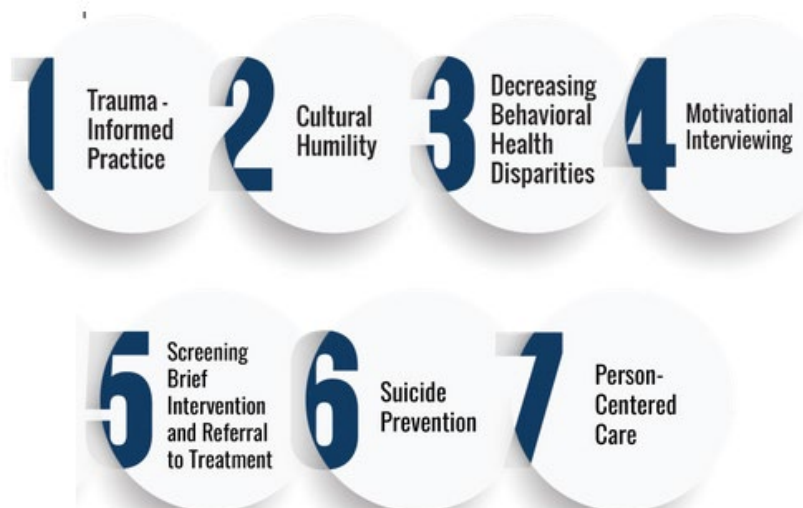 1
Trauma -
Informed
Practice
2
Cultural
Humility
3
Decreasing
Behavioral
Health
Disparities
4
Motivational
Interviewing
5
Screening
Brief
Intervention
and Referral
to Treatment
6
Suicide
Prevention
7
Person-
Centered
Care